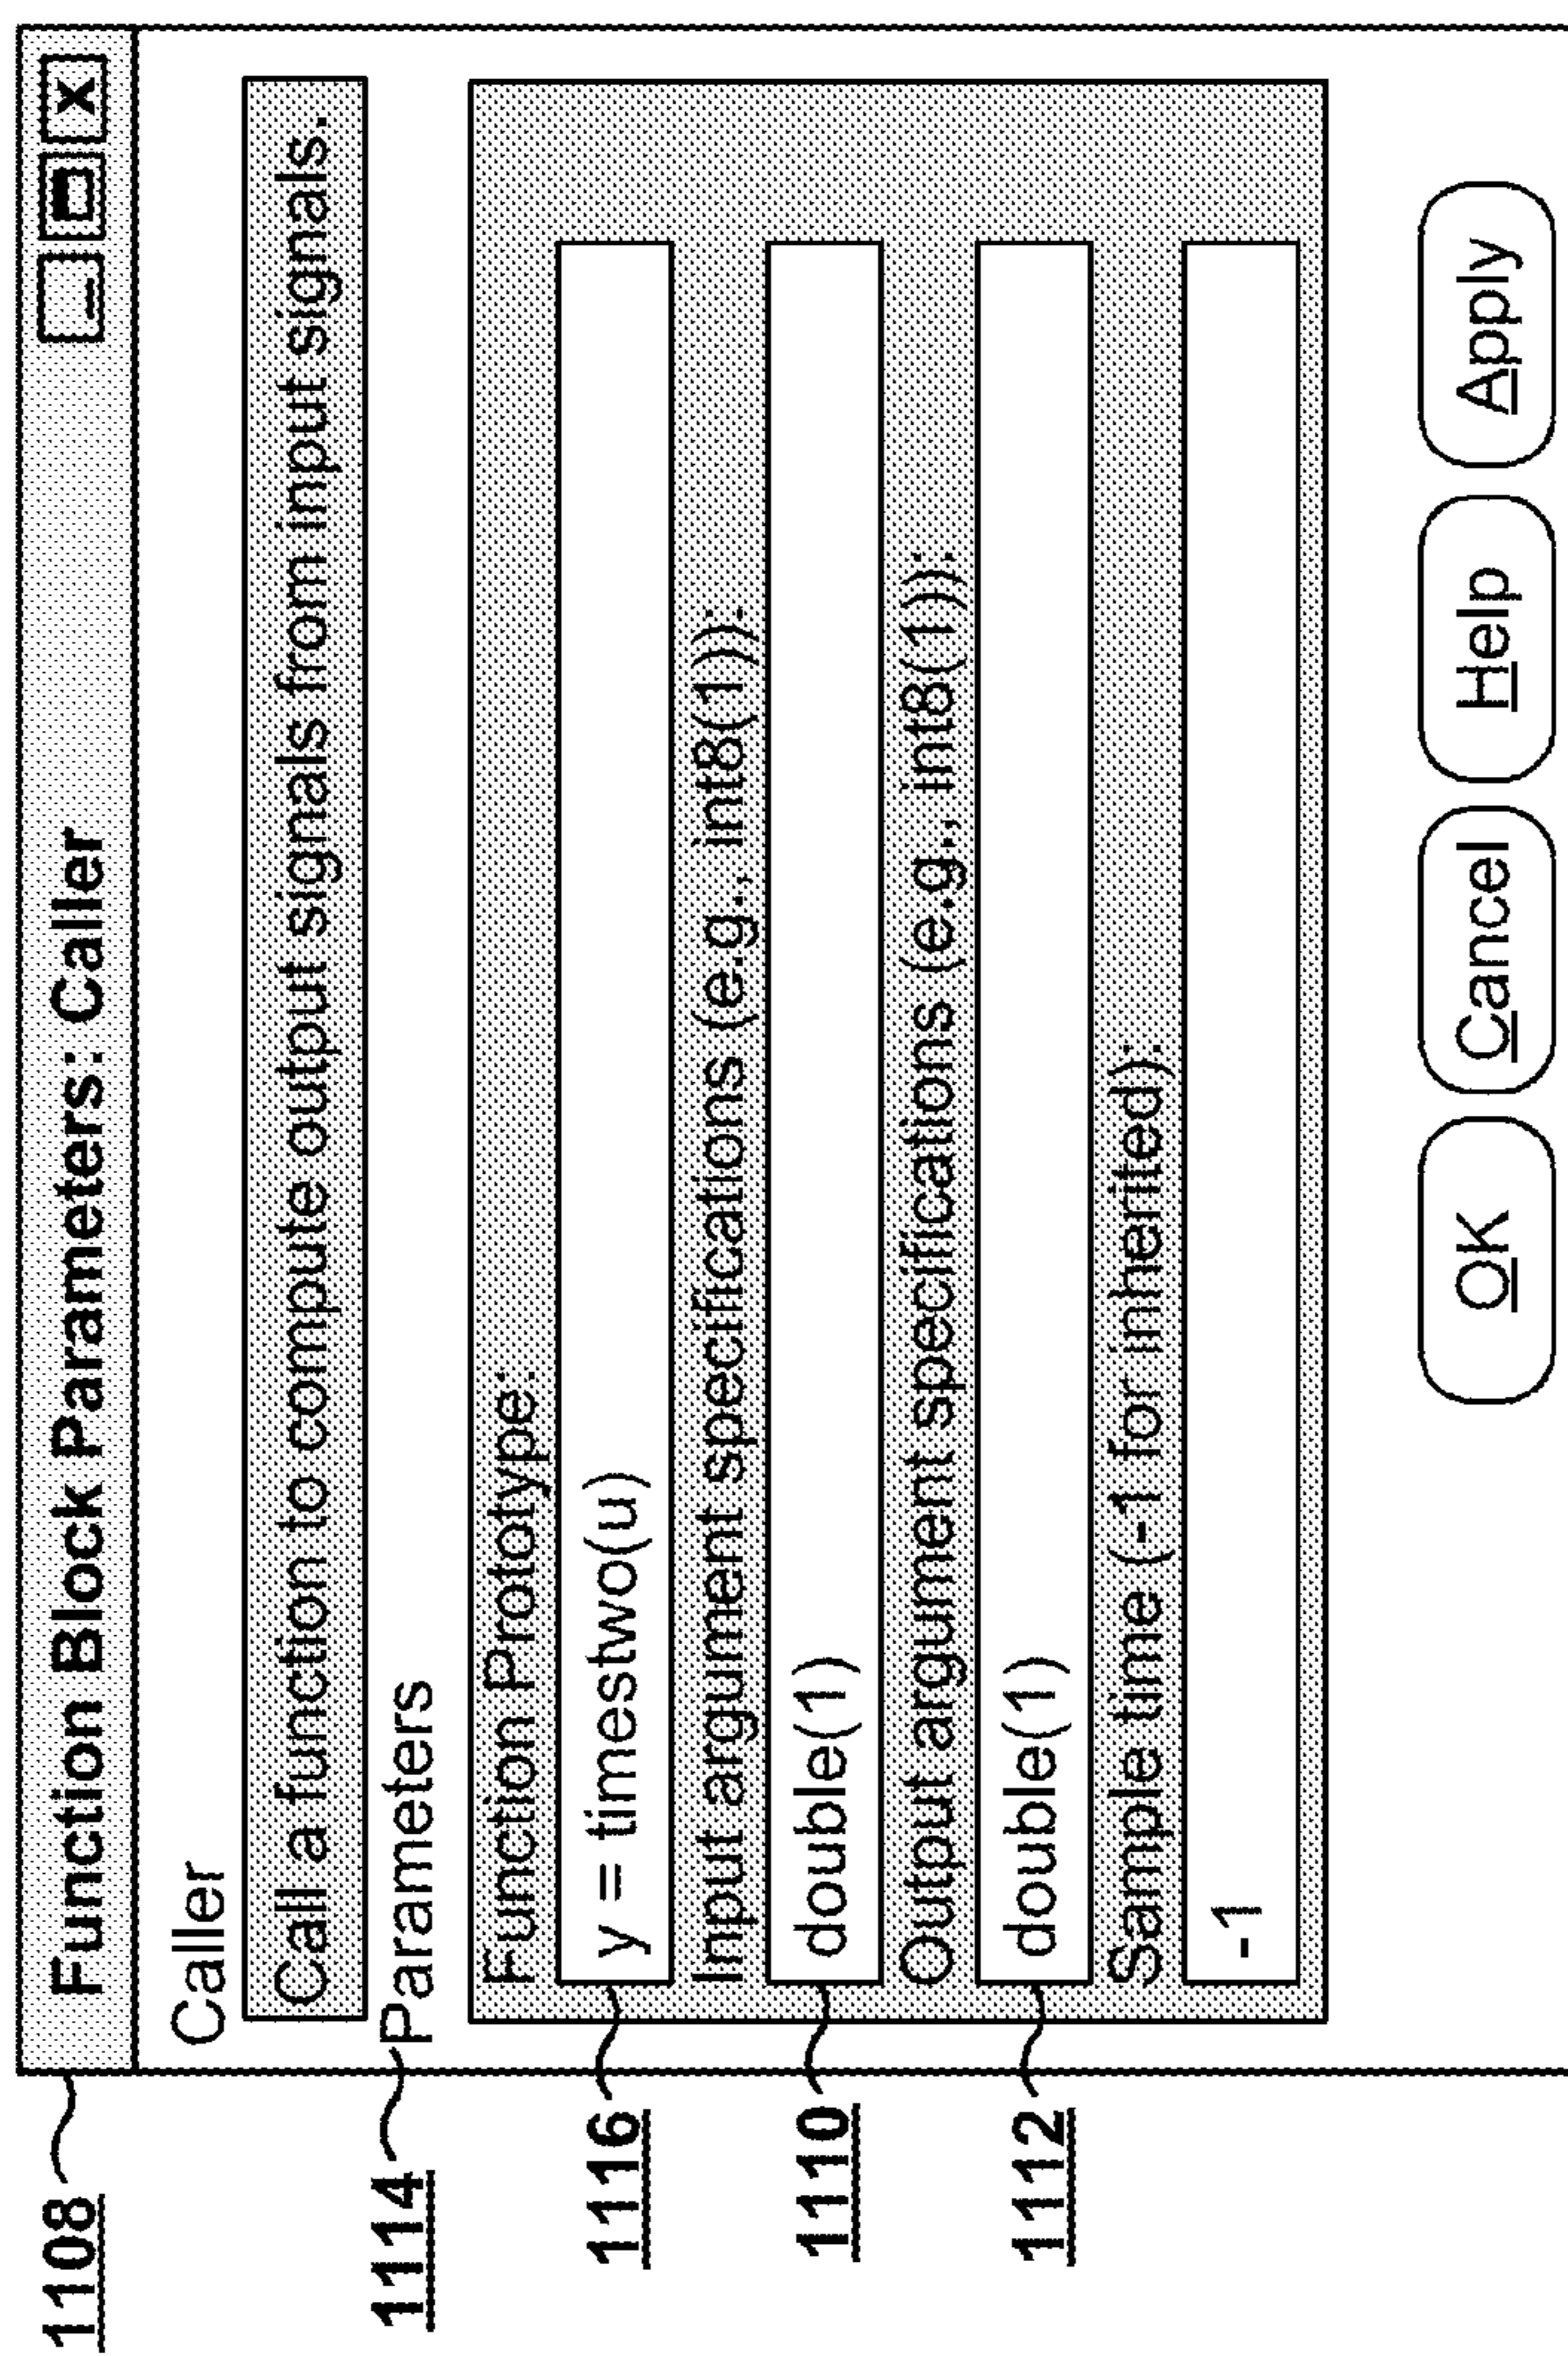 1108 Function Block Parameters: Caller _ X
Caller
Call a function to compute output signals from input signals.
1114 Parameters
Function Prototype:
1116 y = timestwo(u)
Input argument specifications (e.g., int8(1)):
1110 double(1)
Output argument specifications (e.g., int8(1)):
1112 double(1)
Sample time (-1 for inherited):
-1
OK Cancel Help Apply